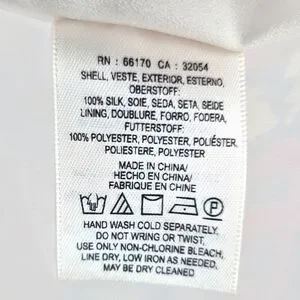 RN : 66170 CA : 32054
SHELL, VESTE, EXTERIOR, ESTERNO,
OBERSTOFF:
100% SILK, SOIE, SEDA, SETA, SEIDE
LINING, DOUBLURE, FORRO, FODERA,
FUTTERSTOFF:
100% POLYESTER, POLYESTER, POLIÉSTER,
POLIESTERE, POLYESTER
MADE IN CHINA/
HECHO EN CHINA/
FABRIQUE EN CHINE
P
HAND WASH COLD SEPARATELY.
DO NOT WRING OR TWIST,
USE ONLY NON-CHLORINE BLEACH,
LINE DRY, LOW IRON AS NEEDED,
MAY BE DRY CLEANED